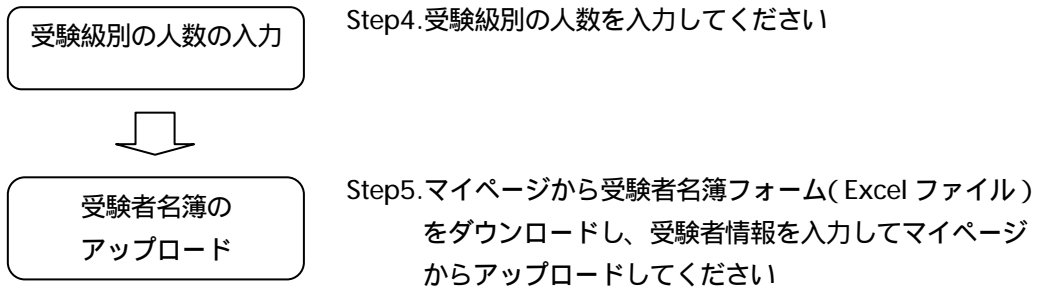 受験級別の人数の入力
Step4.受験級別の人数を入力してください
受験者名簿の
アップロード
Step5.マイページから受験者名簿フォーム(Excel ファイル)
をダウンロードし、受験者情報を入力してマイページ
からアップロードしてください